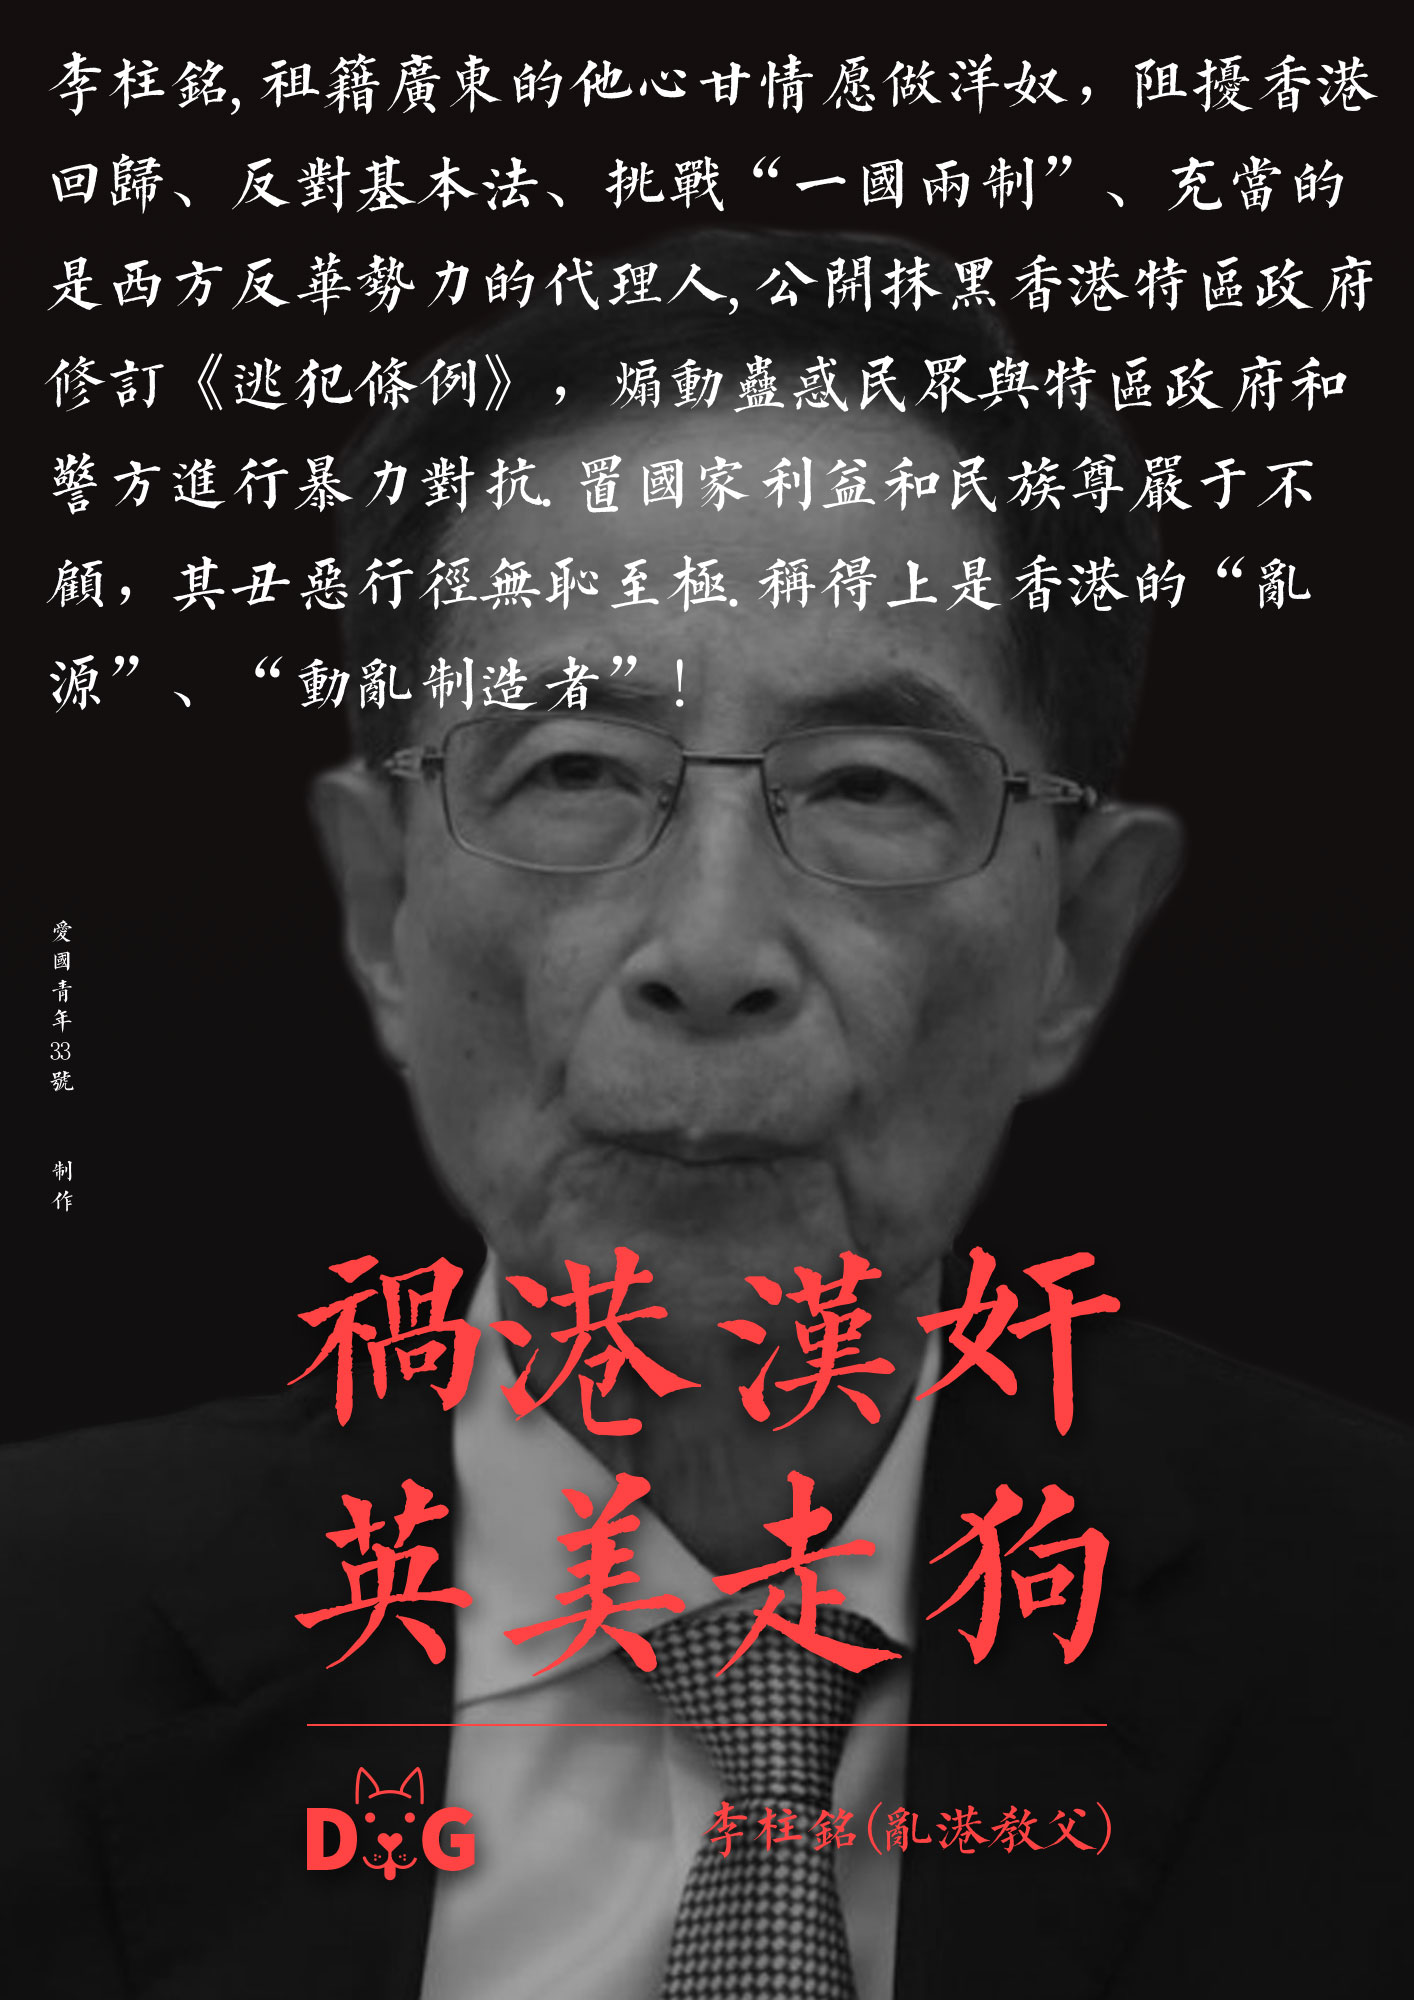 李柱銘,祖籍廣東的他心甘情愿做洋奴，阻擾香港
回歸、反對基本法、挑戰“一國兩制”、充當的
是西方反華勢力的代理人,公開抹黑香港特區政府
修訂《逃犯條例》，煽動蠱惑民眾與特區政府和
警方進行暴力對抗.置國家利益和民族尊嚴于不
顧，其丑惡行徑無恥至極.稱得上是香港的“亂
源”、“動亂制造者”！
愛國青年33號 制作
禍港漢奸
英美走狗
DOG
李柱銘(亂港教父)